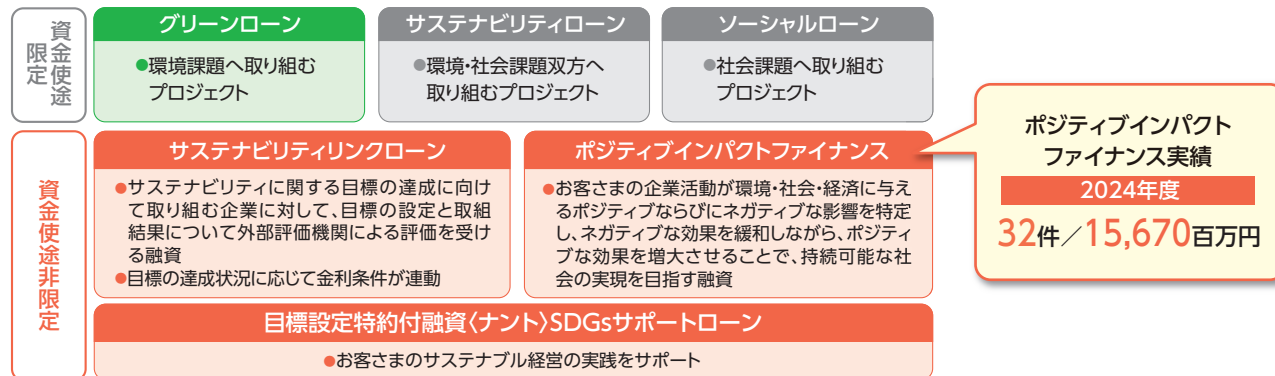 資金使途
限定
グリーンローン
●環境課題へ取り組む
プロジェクト
サステナビリティローン
●環境・社会課題双方へ
取り組むプロジェクト
ソーシャルローン
●社会課題へ取り組む
プロジェクト
資金使途非限定
サステナビリティリンクローン
●サステナビリティに関する目標の達成に向け
て取り組む企業に対して、目標の設定と取組
結果について外部評価機関による評価を受け
る融資
●目標の達成状況に応じて金利条件が連動
ポジティブインパクトファイナンス
●お客さまの企業活動が環境・社会・経済に与え
るポジティブならびにネガティブな影響を特定
し、ネガティブな効果を緩和しながら、ポジティ
ブな効果を増大させることで、持続可能な社
会の実現を目指す融資
目標設定特約付融資〈ナント〉SDGsサポートローン
●お客さまのサステナブル経営の実践をサポート
ポジティブインパクト
ファイナンス実績
2024年度
32件／15,670百万円